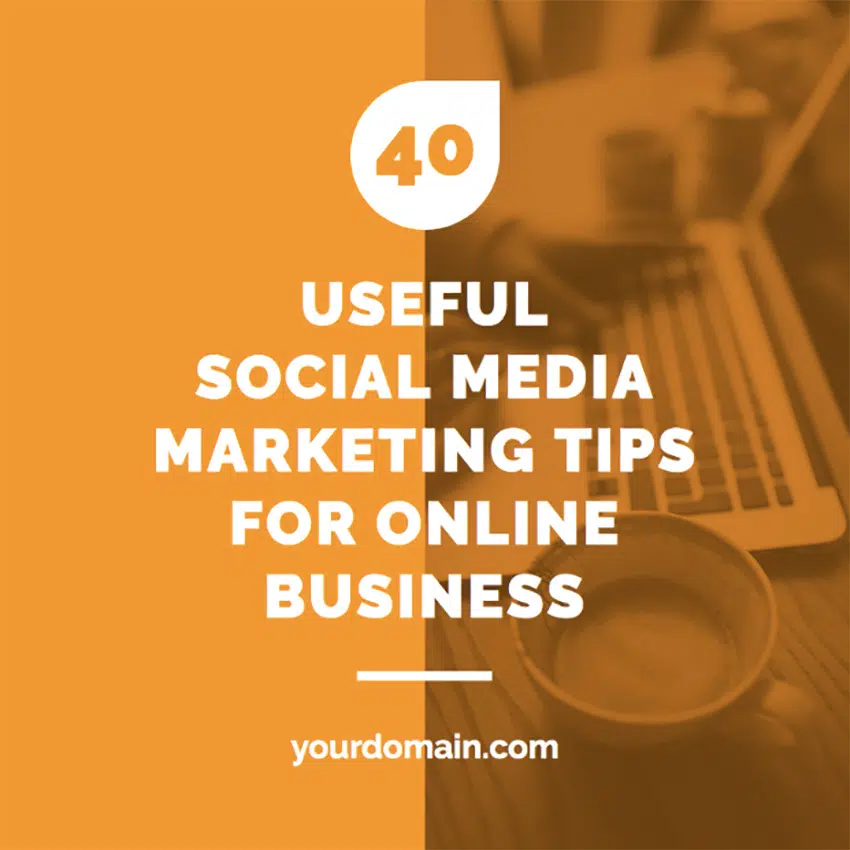 40
USEFUL
SOCIAL MEDIA
MARKETING TIPS
FOR ONLINE
BUSINESS
yourdomain.com